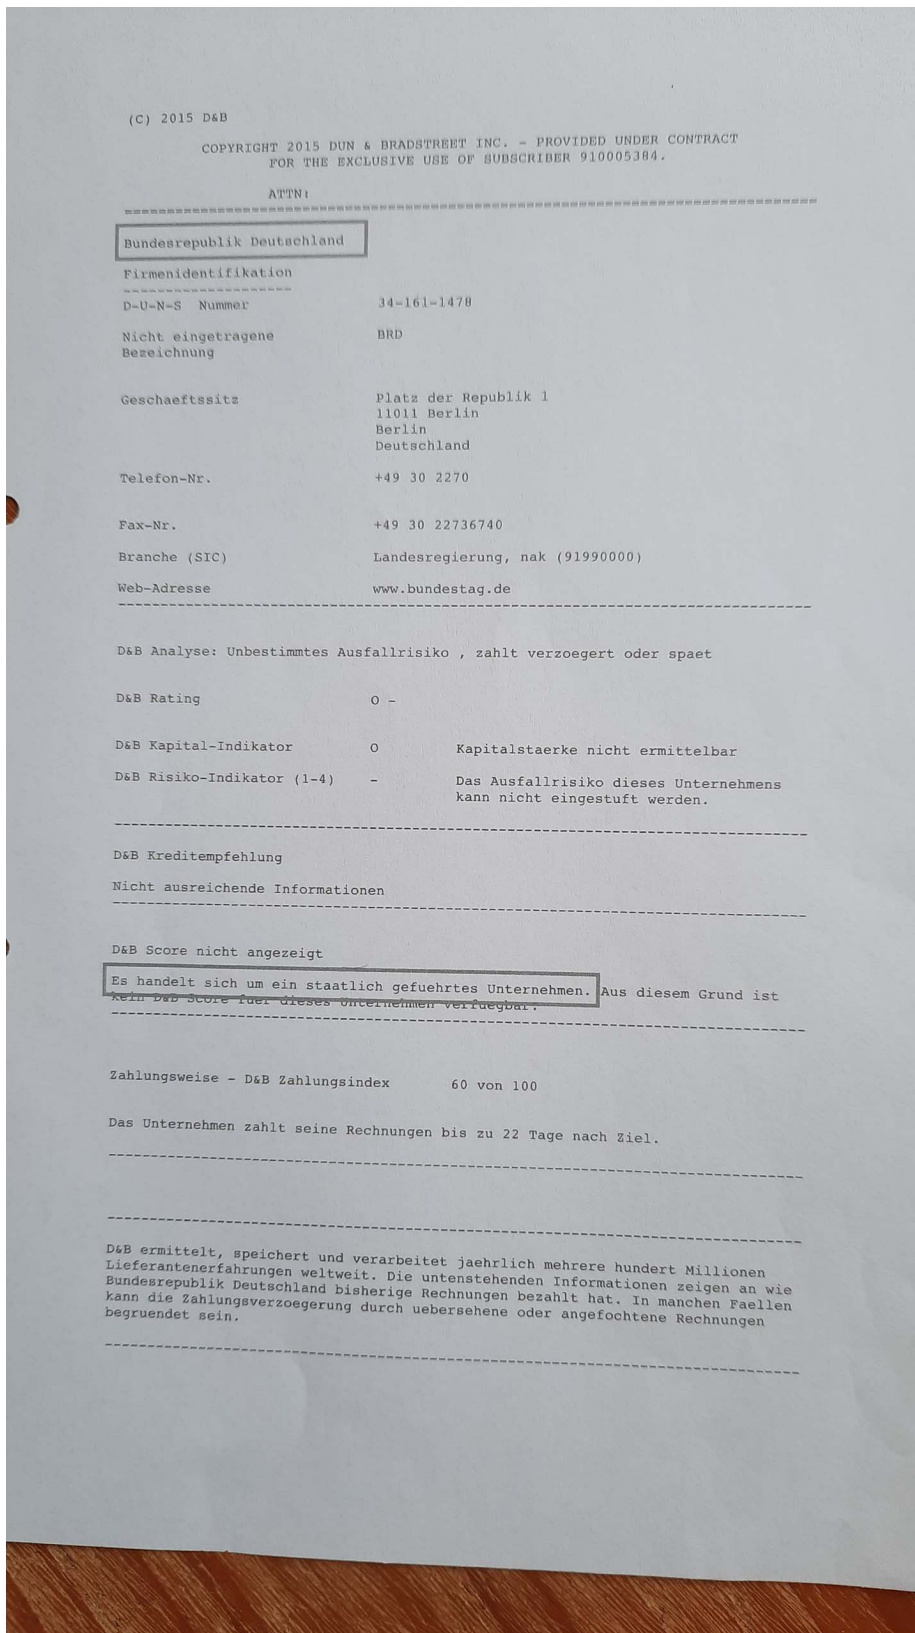 (C) 2015 D&B
COPYRIGHT 2015 DUN & BRADSTREET INC. - PROVIDED UNDER CONTRACT
FOR THE EXCLUSIVE USE OF SUBSCRIBER 910005384.
ATTN:
Bundesrepublik Deutschland
Firmenidentifikation
D-U-N-S Nummer 34-161-1478
Nicht eingetragene BRD
Bezeichnung
Geschaeftssitz Platz der Republik 1
11011 Berlin
Berlin
Deutschland
Telefon-Nr. +49 30 2270
Fax-Nr. +49 30 22736740
Branche (SIC) Landesregierung, nak (91990000)
Web-Adresse www.bundestag.de
D&B Analyse: Unbestimmtes Ausfallrisiko , zahlt verzoegert oder spaet
D&B Rating O -
D&B Kapital-Indikator O Kapitalstaerke nicht ermittelbar
D&B Risiko-Indikator (1-4) - Das Ausfallrisiko dieses Unternehmens
kann nicht eingestuft werden.
D&B Kreditempfehlung
Nicht ausreichende Informationen
D&B Score nicht angezeigt
Es handelt sich um ein staatlich gefuehrtes Unternehmen. Aus diesem Grund ist
kein D&B Score fuer dieses Unternehmen verfuegbar.
Zahlungsweise - D&B Zahlungsindex 60 von 100
Das Unternehmen zahlt seine Rechnungen bis zu 22 Tage nach Ziel.
D&B ermittelt, speichert und verarbeitet jaehrlich mehrere hundert Millionen
Lieferantenerfahrungen weltweit. Die untenstehenden Informationen zeigen an wie
Bundesrepublik Deutschland bisherige Rechnungen bezahlt hat. In manchen Faellen
kann die Zahlungsverzoegerung durch uebersehene oder angefochtene Rechnungen
begruendet sein.